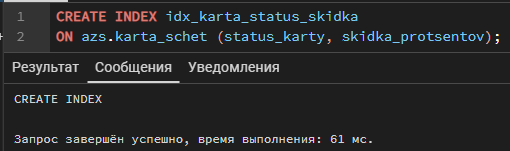 1 CREATE INDEX idx_karta_status_skidka
2 ON azs.karta_schet (status_karty, skidka_protsentov);
Результат Сообщения Уведомления
CREATE INDEX
Запрос завершён успешно, время выполнения: 61 мс.